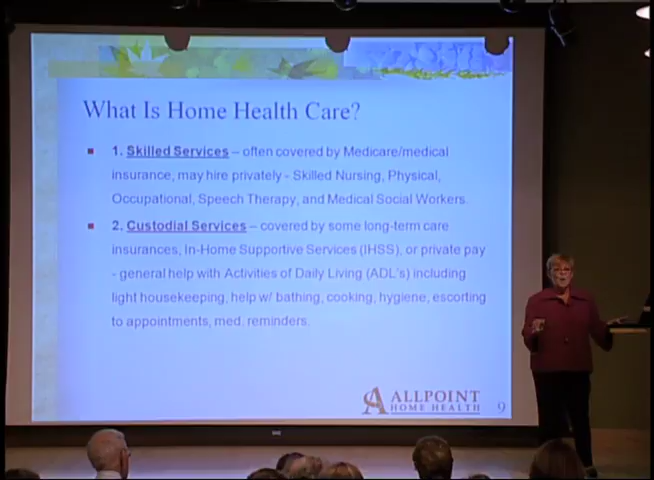 What Is Home Health Care?
1. Skilled Services – often covered by Medicare/medical
insurance, may hire privately - Skilled Nursing, Physical,
Occupational, Speech Therapy, and Medical Social Workers.
2. Custodial Services – covered by some long-term care
insurances, In-Home Supportive Services (IHSS), or private pay
- general help with Activities of Daily Living (ADL's) including
light housekeeping, help w/ bathing, cooking, hygiene, escorting
to appointments, med. reminders.
ALLPOINT
HOME HEALTH
9